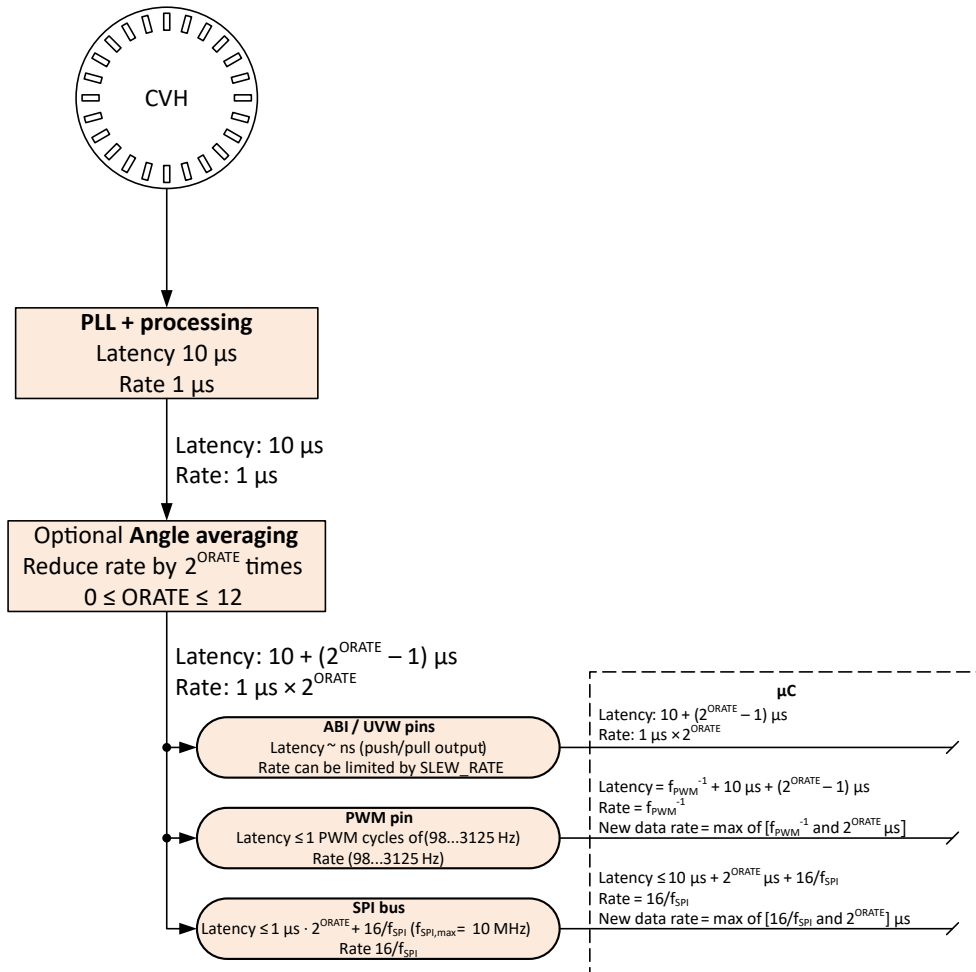 CVH
PLL + processing
Latency 10 µs
Rate 1 µs
Latency: 10 µs
Rate: 1 µs
Optional Angle averaging
Reduce rate by 2^ORATE times
0 ≤ ORATE ≤ 12
Latency: 10 + (2^ORATE – 1) µs
Rate: 1 µs × 2^ORATE
ABI / UVW pins
Latency ~ ns (push/pull output)
Rate can be limited by SLEW_RATE
PWM pin
Latency ≤ 1 PWM cycles of(98...3125 Hz)
Rate (98...3125 Hz)
SPI bus
Latency ≤ 1 µs · 2^ORATE + 16/f_SPI (f_SPI,max = 10 MHz)
Rate 16/f_SPI
µC
Latency: 10 + (2^ORATE – 1) µs
Rate: 1 µs × 2^ORATE
Latency = f_PWM^-1 + 10 µs + (2^ORATE – 1) µs
Rate = f_PWM^-1
New data rate = max of [f_PWM^-1 and 2^ORATE µs]
Latency ≤ 10 µs + 2^ORATE µs + 16/f_SPI
Rate = 16/f_SPI
New data rate = max of [16/f_SPI and 2^ORATE] µs